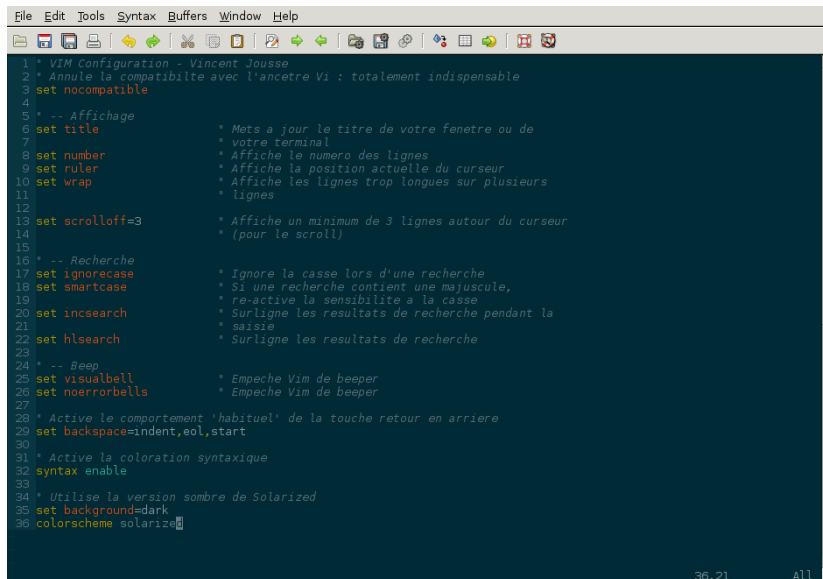 File Edit Tools Syntax Buffers Window Help
1 " VIM Configuration - Vincent Jousse
2 " Annule la compatibilte avec l'ancetre Vi : totalement indispensable
3 set nocompatible
4
5 " -- Affichage
6 set title " Mets a jour le titre de votre fenetre ou de
7 " votre terminal
8 set number " Affiche le numero des lignes
9 set ruler " Affiche la position actuelle du curseur
10 set wrap " Affiche les lignes trop longues sur plusieurs
11 " lignes
12
13 set scrolloff=3 " Affiche un minimum de 3 lignes autour du curseur
14 " (pour le scroll)
15
16 " -- Recherche
17 set ignorecase " Ignore la casse lors d'une recherche
18 set smartcase " Si une recherche contient une majuscule,
19 " re-active la sensibilite a la casse
20 set incsearch " Surligne les resultats de recherche pendant la
21 " saisie
22 set hlsearch " Surligne les resultats de recherche
23
24 " -- Beep
25 set visualbell " Empeche Vim de beeper
26 set noerrorbells " Empeche Vim de beeper
27
28 " Active le comportement 'habituel' de la touche retour en arriere
29 set backspace=indent,eol,start
30
31 " Active la coloration syntaxique
32 syntax enable
33
34 " Utilise la version sombre de Solarized
35 set background=dark
36 colorscheme solarized
36,21 All